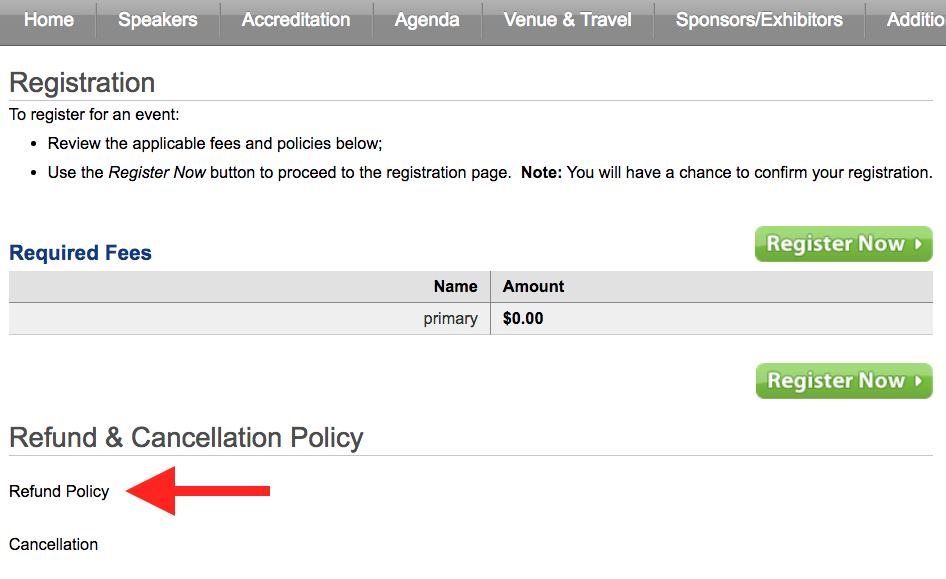 Home Speakers Accreditation Agenda Venue & Travel Sponsors/Exhibitors Additio
Registration
To register for an event:
• Review the applicable fees and policies below;
• Use the Register Now button to proceed to the registration page. Note: You will have a chance to confirm your registration.
Register Now
Required Fees
Name Amount
primary $0.00
Register Now
Refund & Cancellation Policy
Refund Policy
Cancellation